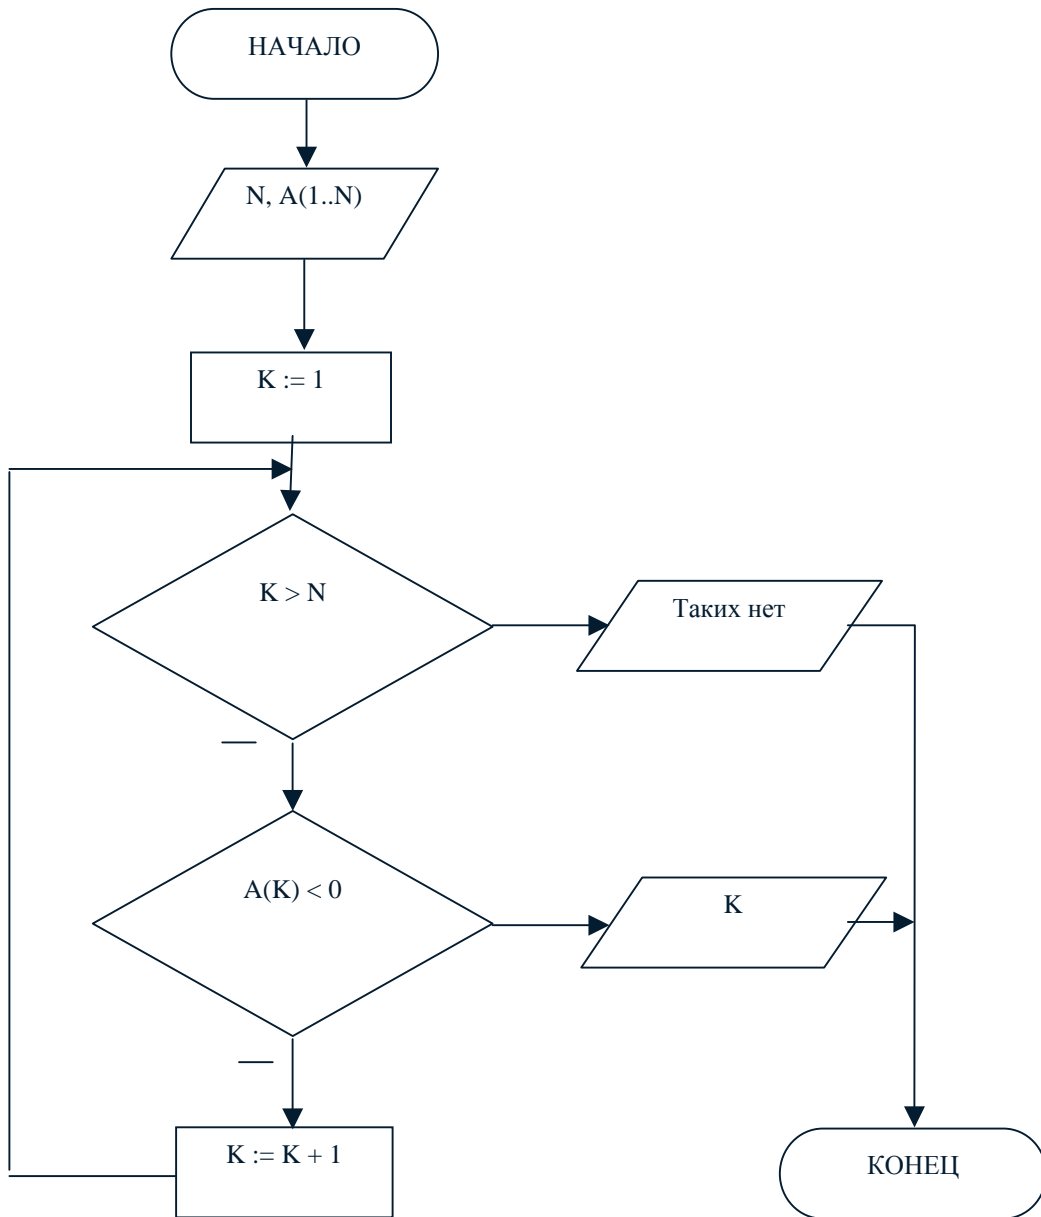 НАЧАЛО
N, A(1..N)
K := 1
K > N
Таких нет
—
A(K) < 0
K
—
K := K + 1
КОНЕЦ